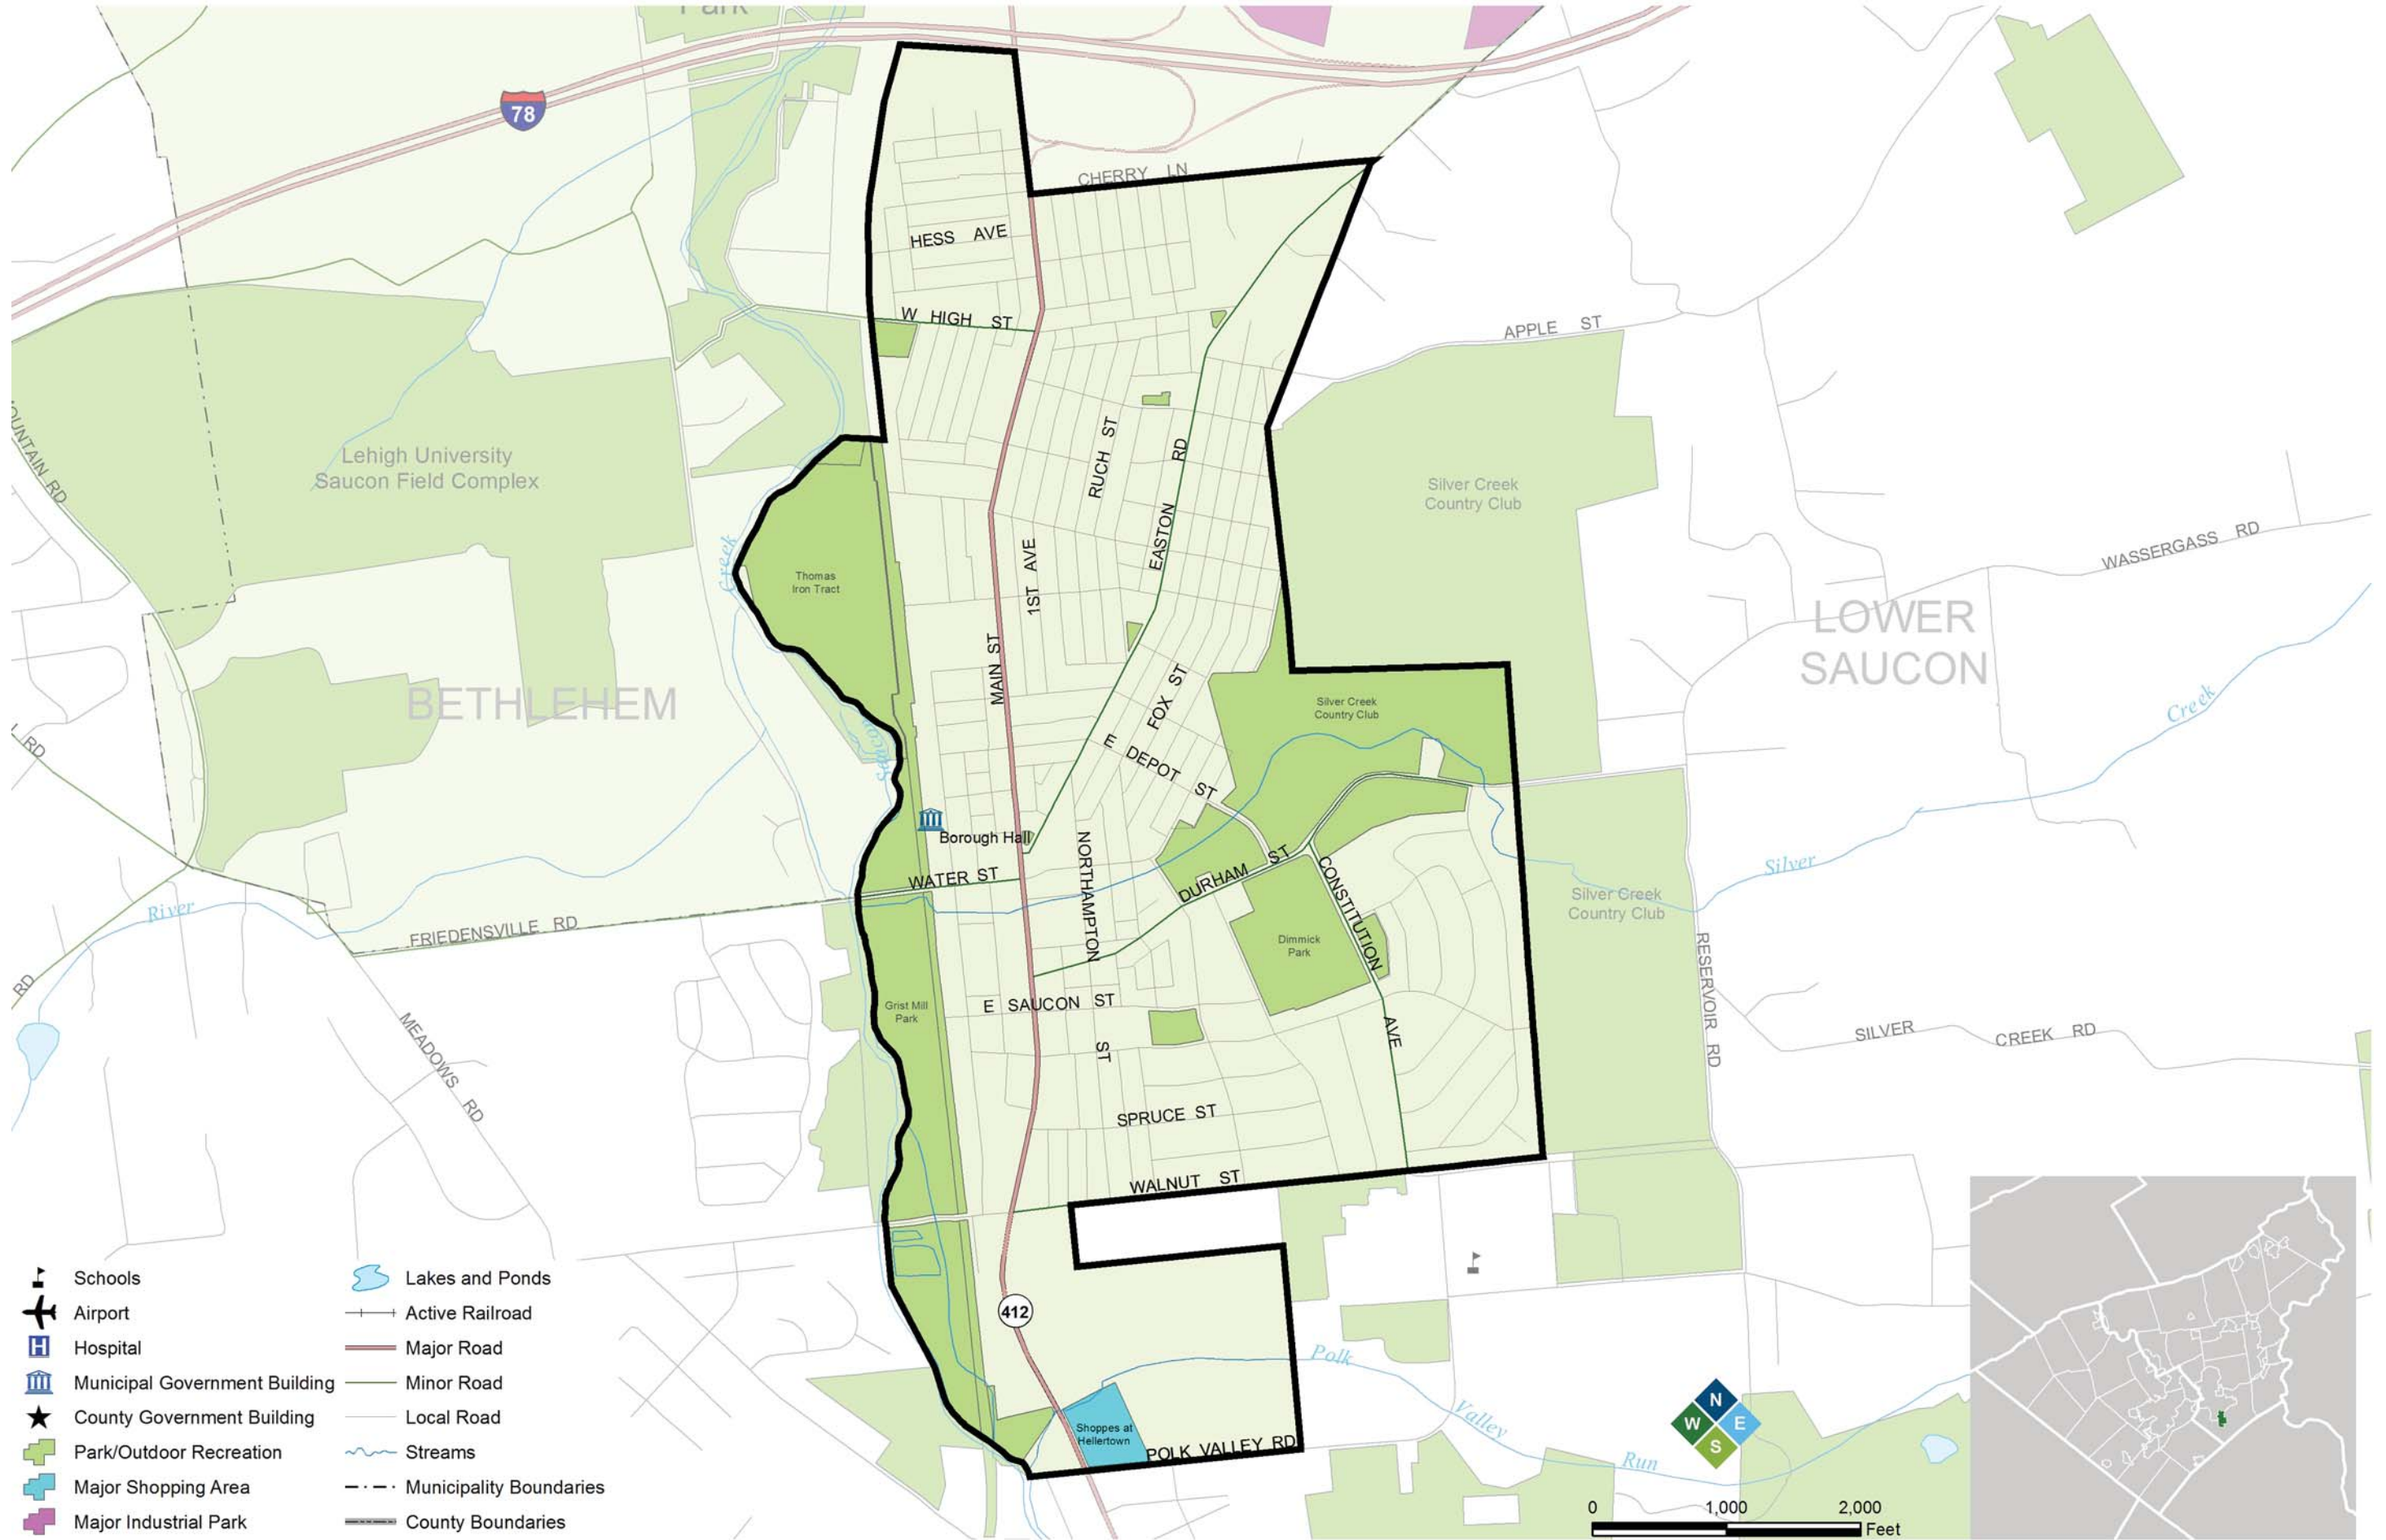 Park
78
CHERRY LN
HESS AVE
W HIGH ST
APPLE ST
MOUNTAIN RD
Lehigh University
Saucon Field Complex
RUCH ST
EASTON RD
Silver Creek
Country Club
WASSERGASS RD
Creek
Thomas
Iron Tract
1ST AVE
LOWER
SAUCON
MAIN ST
BETHLEHEM
FOX ST
Silver Creek
Country Club
Creek
RD
Saucon
E DEPOT ST
Borough Hall
NORTHAMPTON ST
WATER ST
DURHAM ST
CONSTITUTION AVE
Silver
Silver Creek
Country Club
River
FRIEDENSVILLE RD
Dimmick
Park
RESERVOIR RD
RD
Grist Mill
Park
E SAUCON ST
MEADOWS RD
SILVER CREEK RD
SPRUCE ST
WALNUT ST
412
Polk Valley Run
Shoppes at
Hellertown
POLK VALLEY RD
Schools
Airport
H Hospital
Municipal Government Building
County Government Building
Park/Outdoor Recreation
Major Shopping Area
Major Industrial Park
Lakes and Ponds
Active Railroad
Major Road
Minor Road
Local Road
Streams
Municipality Boundaries
County Boundaries
N
W E
S
0 1,000 2,000
Feet